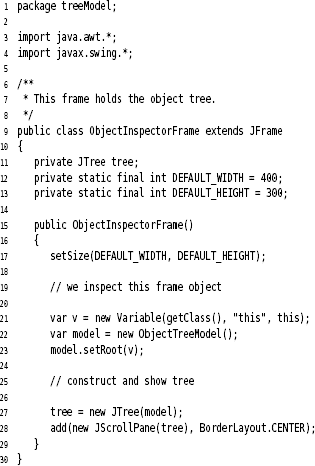 1 package treeModel;
2
3 import java.awt.*;
4 import javax.swing.*;
5
6 /**
7  * This frame holds the object tree.
8  */
9 public class ObjectInspectorFrame extends JFrame
10 {
11    private JTree tree;
12    private static final int DEFAULT_WIDTH = 400;
13    private static final int DEFAULT_HEIGHT = 300;
14
15    public ObjectInspectorFrame()
16    {
17       setSize(DEFAULT_WIDTH, DEFAULT_HEIGHT);
18
19       // we inspect this frame object
20
21       var v = new Variable(getClass(), "this", this);
22       var model = new ObjectTreeModel();
23       model.setRoot(v);
24
25       // construct and show tree
26
27       tree = new JTree(model);
28       add(new JScrollPane(tree), BorderLayout.CENTER);
29    }
30 }